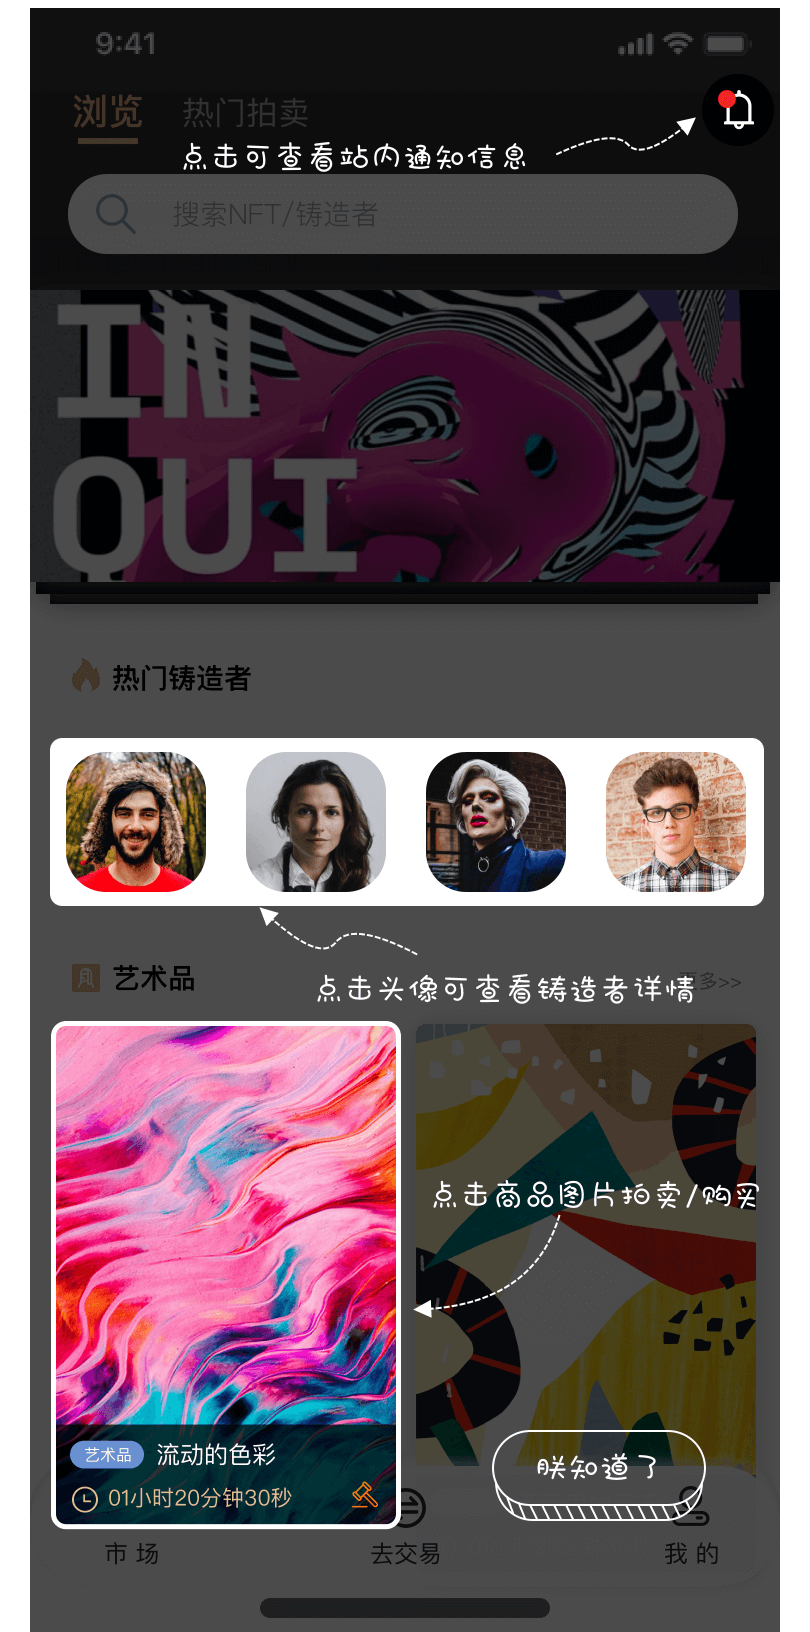 9:41
浏览 热门拍卖
点击可查看站内通知信息
搜索NFT/铸造者
IN
QUI
热门铸造者
艺术品 更多>>
点击头像可查看铸造者详情
点击商品图片拍卖/购买
艺术品 流动的色彩
朕知道了
01小时20分钟30秒
市场 去交易 我的